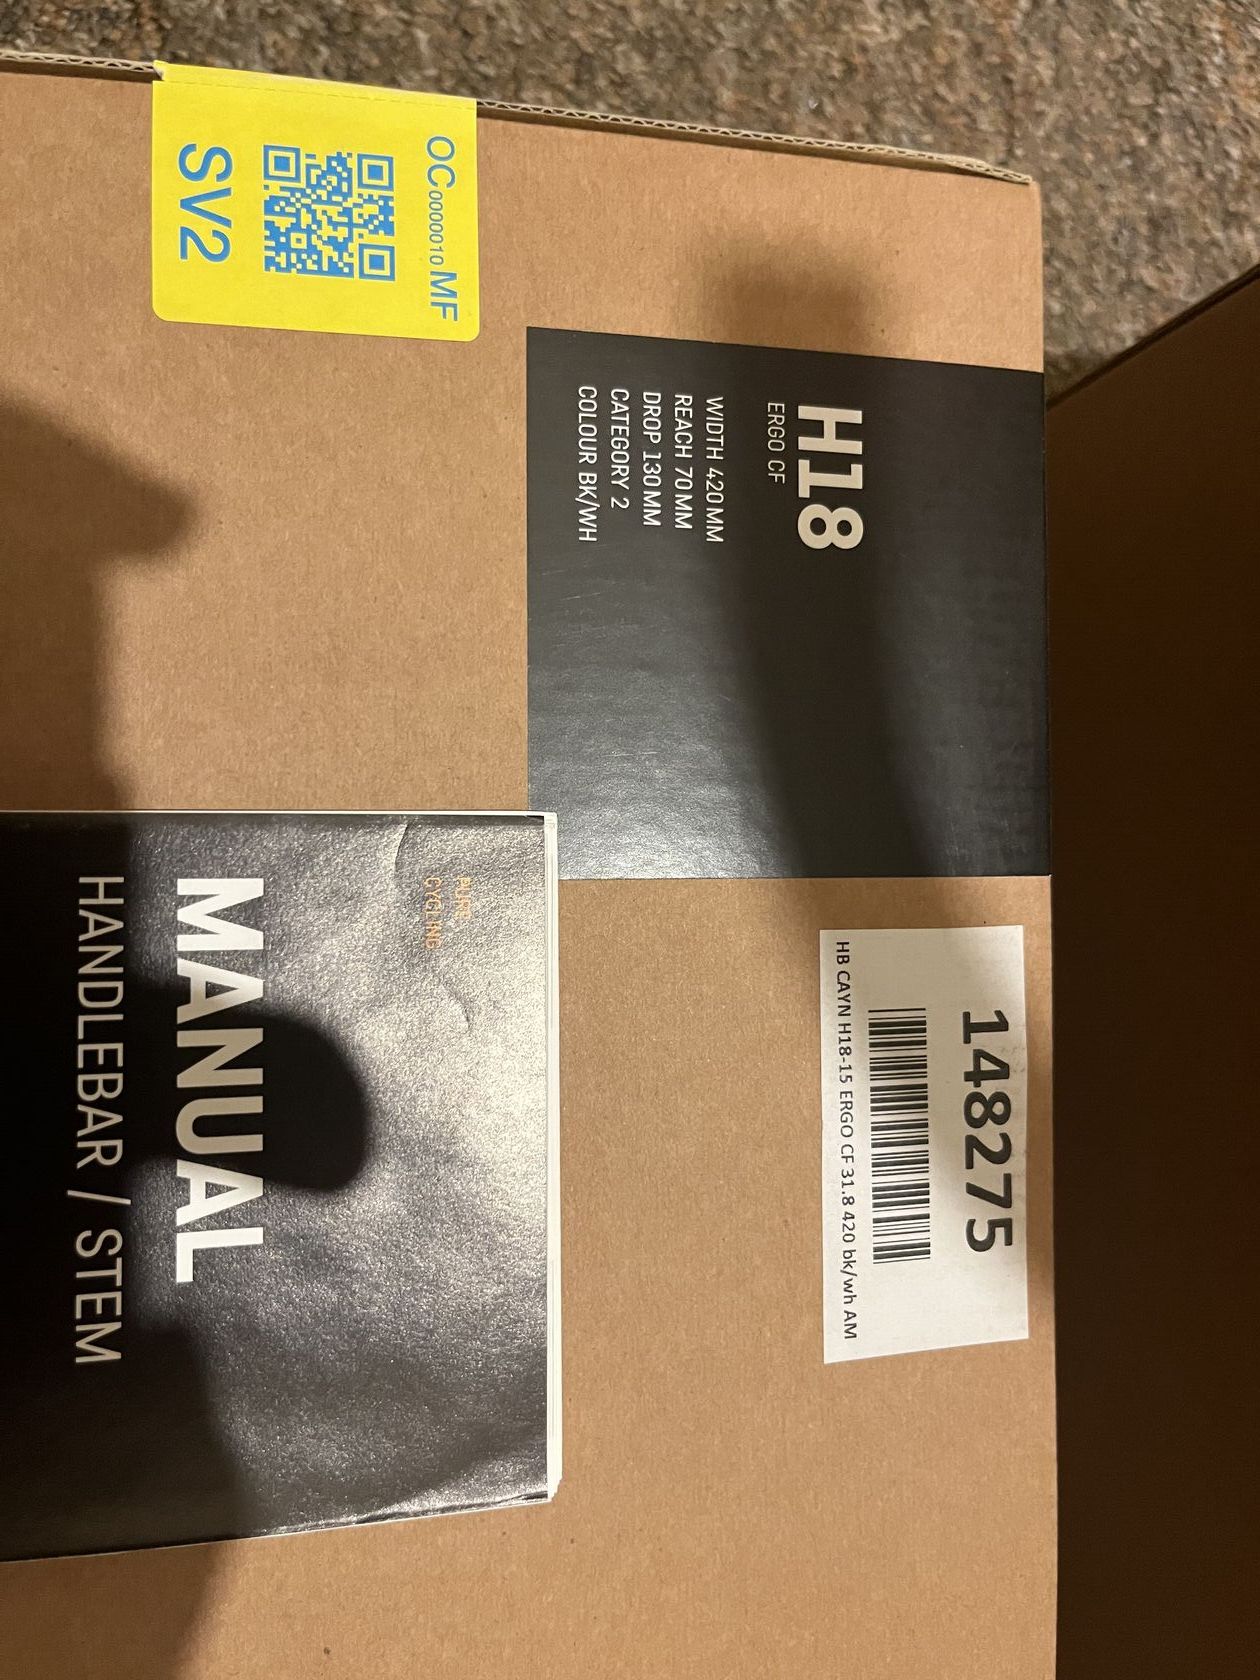 OC0000010 MF
SV2
H18
ERGO CF
WIDTH 420 MM
REACH 70 MM
DROP 130 MM
CATEGORY 2
COLOUR BK/WH
148275
HB CAYN H18-15 ERGO CF 31.8 420 bk/wh AM
PURE
CYCLING
MANUAL
HANDLEBAR / STEM